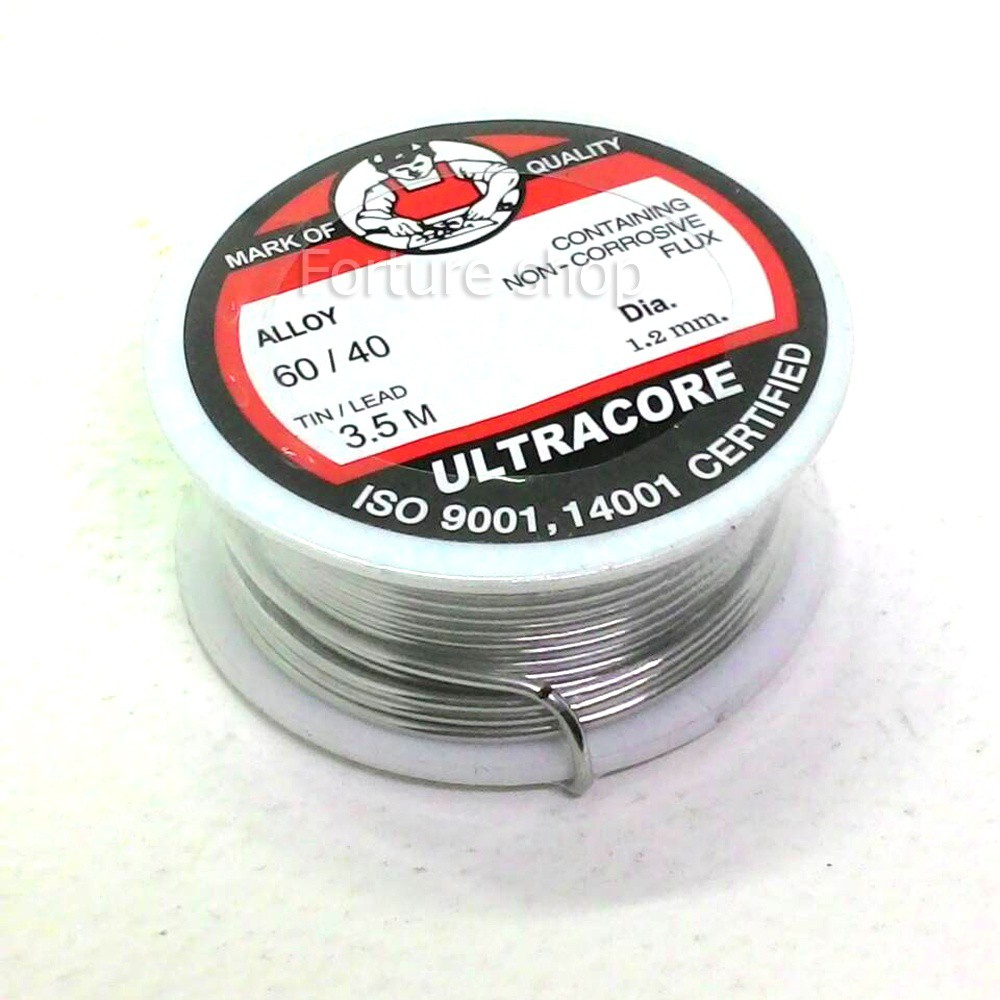 MARK OF QUALITY
CONTAINING
NON-CORROSIVE
FLUX
Forture shop
ALLOY
60 / 40
TIN / LEAD
3.5 M
Dia.
1.2 mm.
ULTRACORE
ISO 9001, 14001 CERTIFIED